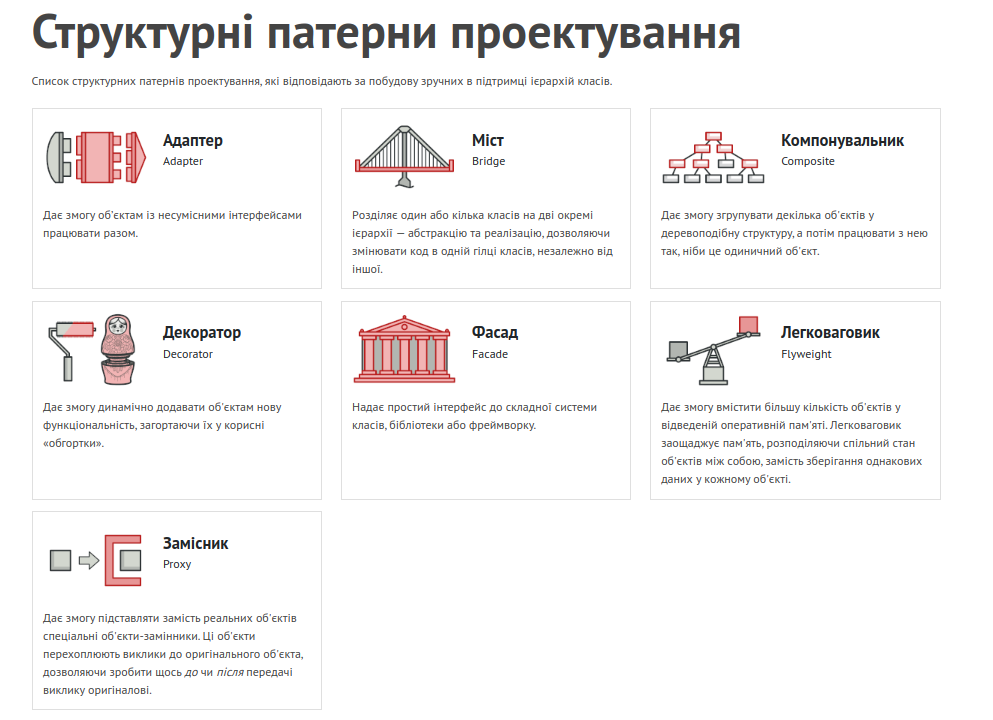 Структурні патерни проектування
Список структурних патернів проектування, які відповідають за побудову зручних в підтримці ієрархій класів.
Адаптер
Adapter
Дає змогу об'єктам із несумісними інтерфейсами
працювати разом.
Міст
Bridge
Розділяє один або кілька класів на дві окремі
ієрархії — абстракцію та реалізацію, дозволяючи
змінювати код в одній гілці класів, незалежно від
іншої.
Компонувальник
Composite
Дає змогу згрупувати декілька об'єктів у
деревоподібну структуру, а потім працювати з нею
так, ніби це одиничний об'єкт.
Декоратор
Decorator
Дає змогу динамічно додавати об'єктам нову
функціональність, загортаючи їх у корисні
«обгортки».
Фасад
Facade
Надає простий інтерфейс до складної системи
класів, бібліотеки або фреймворку.
Легковаговик
Flyweight
Дає змогу вмістити більшу кількість об'єктів у
відведеній оперативній пам'яті. Легковаговик
заощаджує пам'ять, розподіляючи спільний стан
об'єктів між собою, замість зберігання однакових
даних у кожному об'єкті.
Замісник
Proxy
Дає змогу підставляти замість реальних об'єктів
спеціальні об'єкти-замінники. Ці об'єкти
перехоплюють виклики до оригінального об'єкта,
дозволяючи зробити щось до чи після передачі
виклику оригіналові.